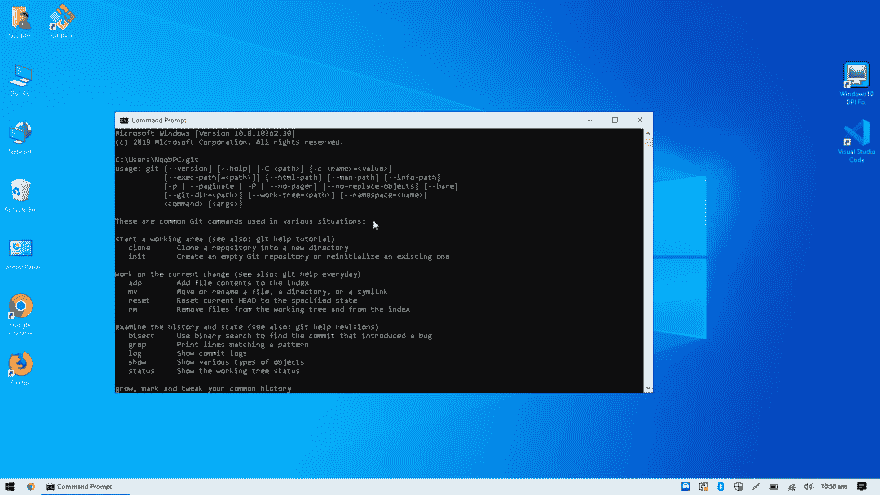 Command Prompt
Microsoft Windows [Version 10.0.18362.30]
(c) 2019 Microsoft Corporation. All rights reserved.
usage: git [--version] [--help] [-C <path>] [-c <name>=<value>]
[--exec-path[=<path>]] [--html-path] [--man-path] [--info-path]
[-p | --paginate | -P | --no-pager] [--no-replace-objects] [--bare]
[--git-dir=<path>] [--work-tree=<path>] [--namespace=<name>]
<command> [<args>]
These are common Git commands used in various situations:
start a working area (see also: git help tutorial)
clone Clone a repository into a new directory
init Create an empty Git repository or reinitialize an existing one
work on the current change (see also: git help everyday)
add Add file contents to the index
mv Move or rename a file, a directory, or a symlink
reset Reset current HEAD to the specified state
rm Remove files from the working tree and from the index
examine the history and state (see also: git help revisions)
bisect Use binary search to find the commit that introduced a bug
grep Print lines matching a pattern
log Show commit logs
show Show various types of objects
status Show the working tree status
grow, mark and tweak your common history
Windows 10
DPI Fix
Visual Studio
Code
Command Prompt